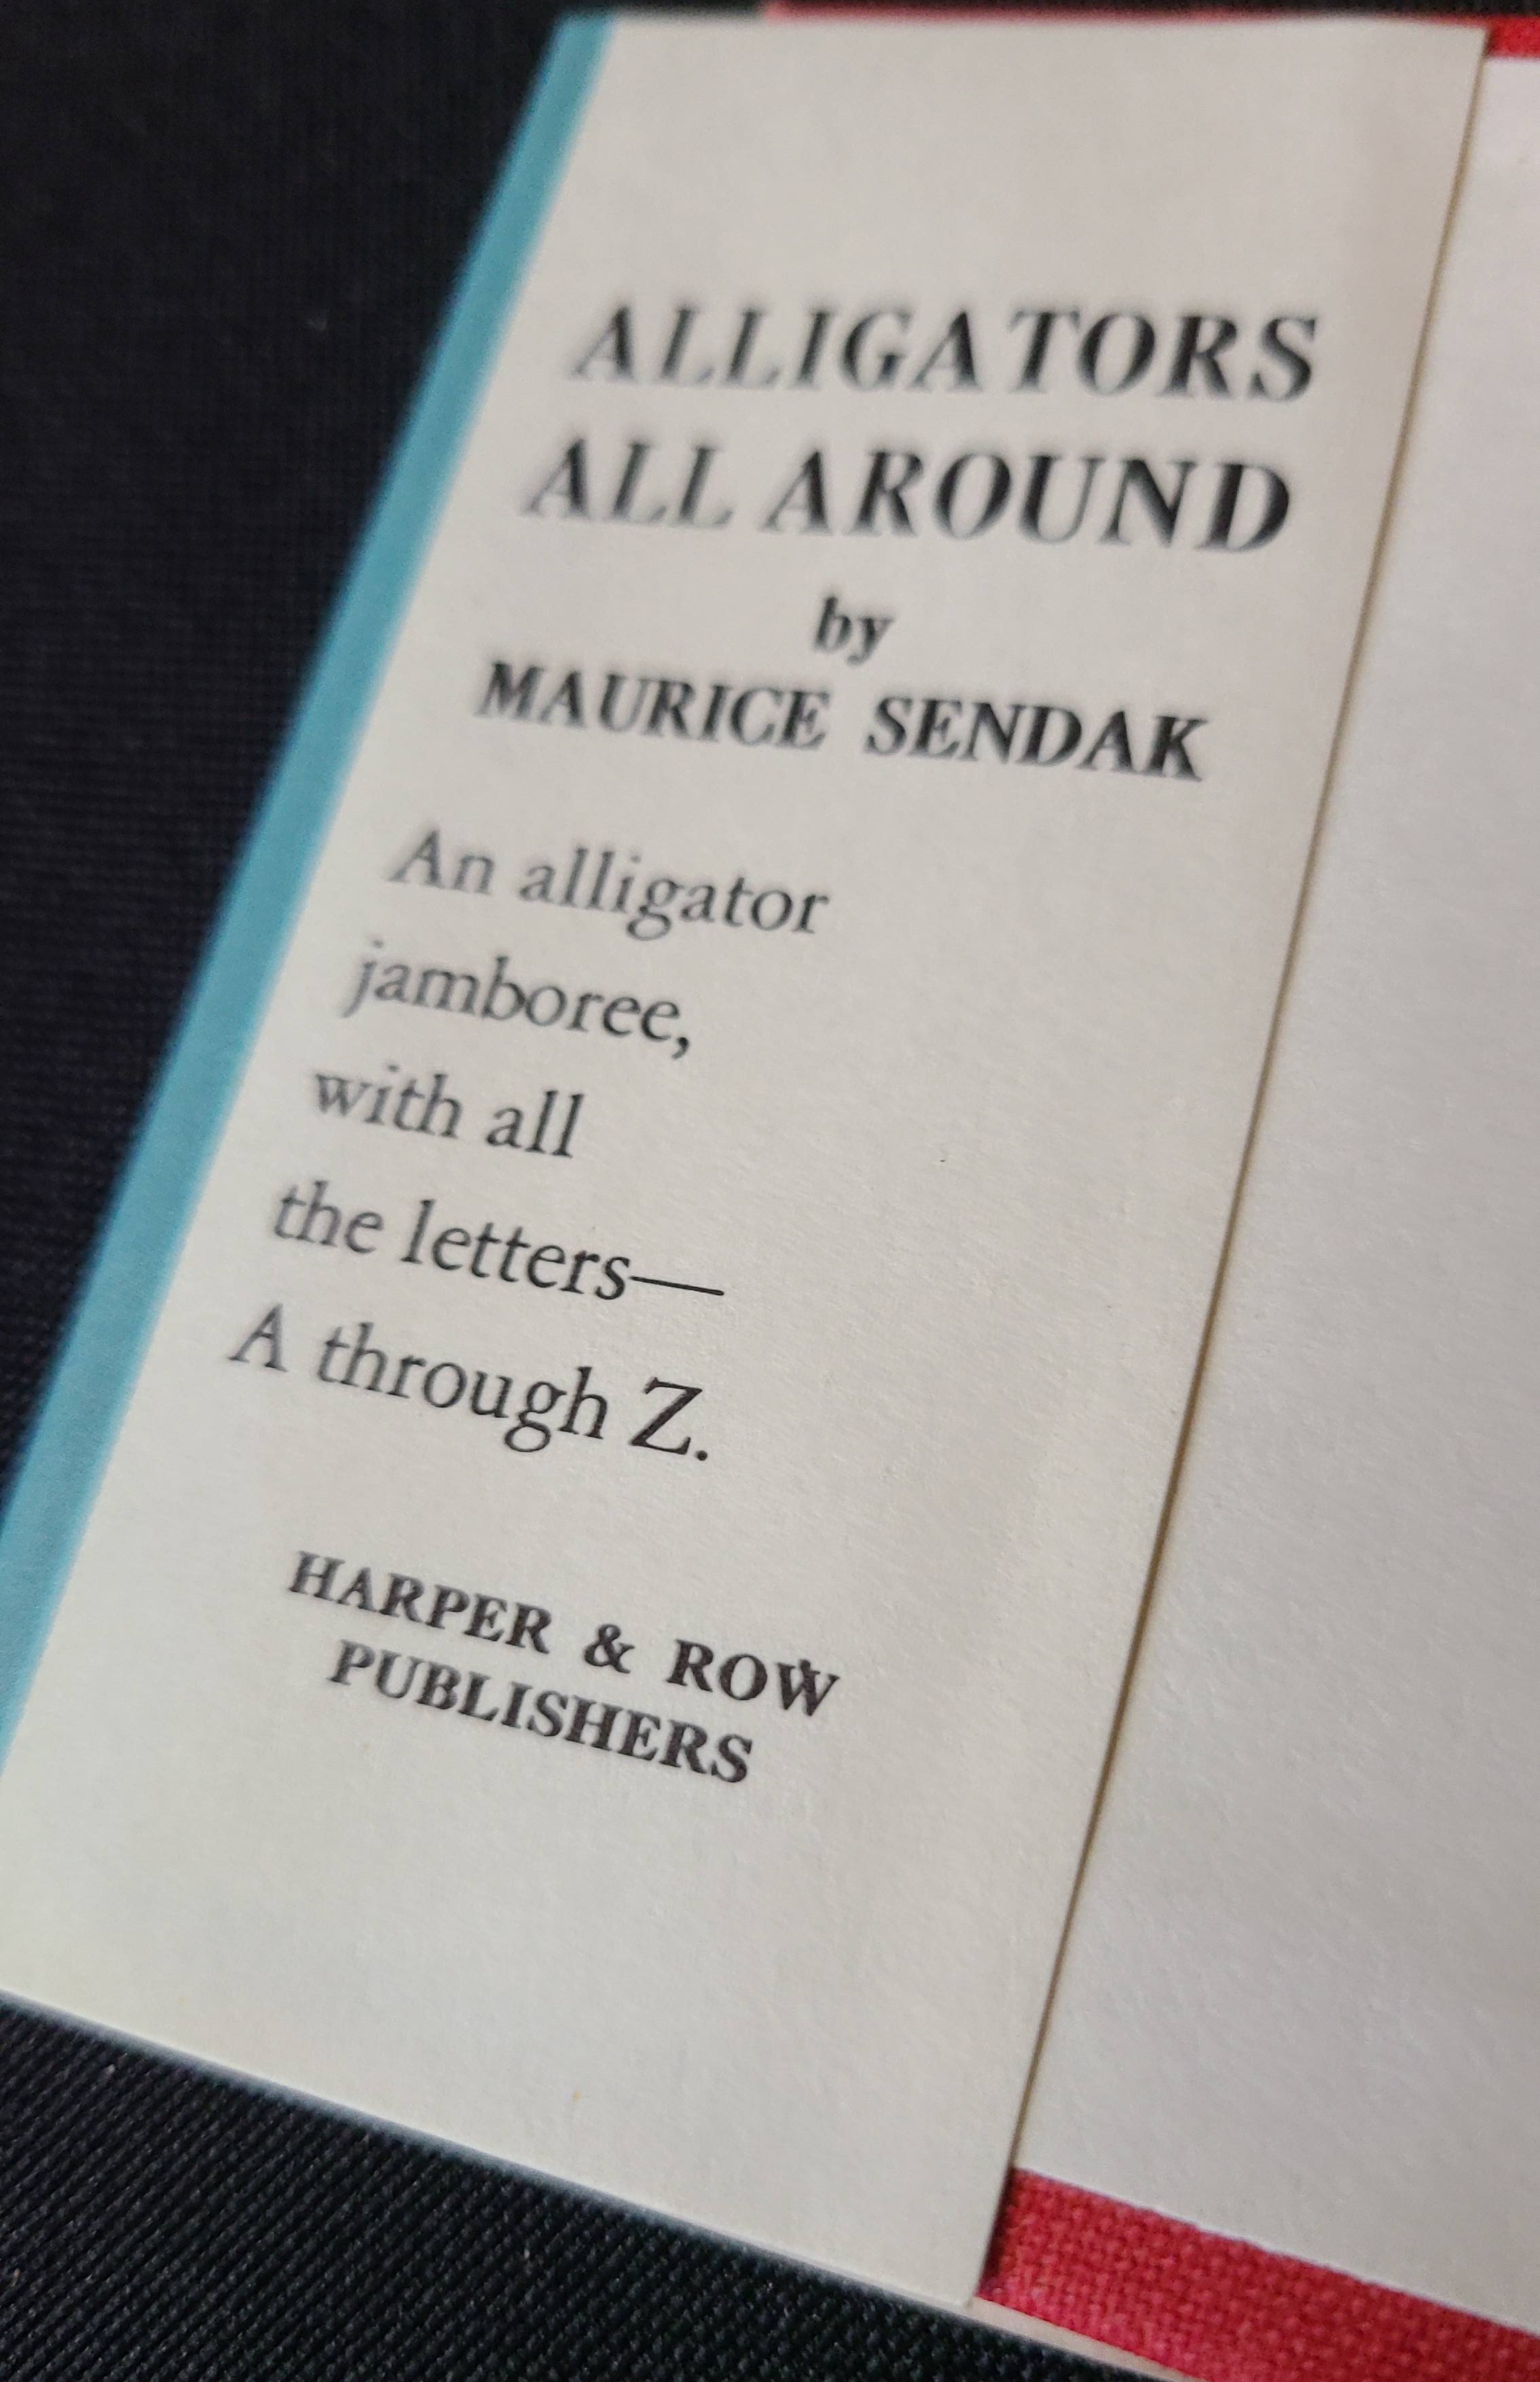 ALLIGATORS
ALL AROUND
by
MAURICE SENDAK
An alligator
jamboree,
with all
the letters—
A through Z.
HARPER & ROW
PUBLISHERS